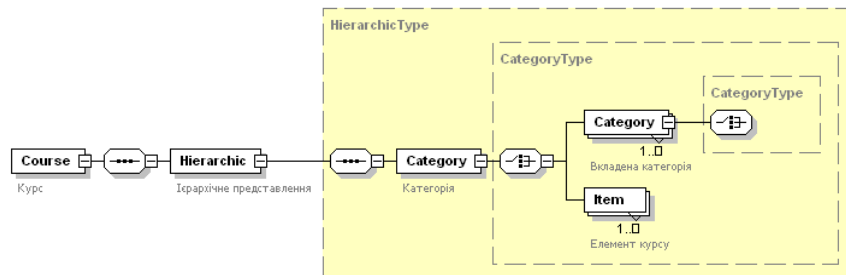 HierarchicType
CategoryType
CategoryType
Category
1..
Вкладена категорія
Course
Курс
Hierarchic
Ієрархічне представлення
Category
Категорія
Item
1..
Елемент курсу